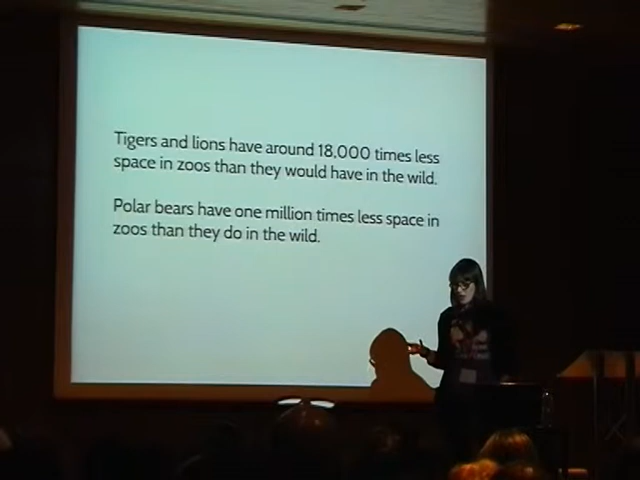 Tigers and lions have around 18,000 times less
space in zoos than they would have in the wild.
Polar bears have one million times less space in
zoos than they do in the wild.